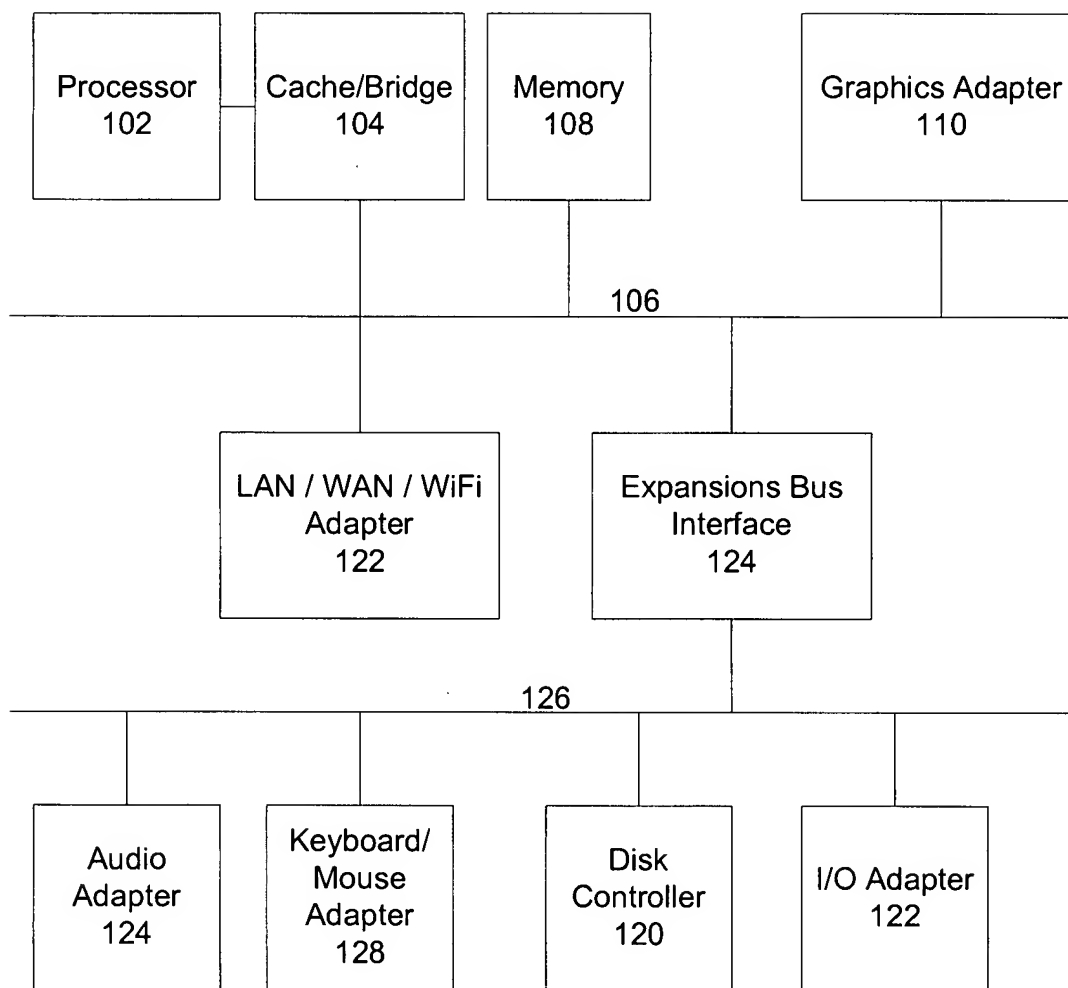 Processor
102
Cache/Bridge
104
Memory
108
Graphics Adapter
110
106
LAN / WAN / WiFi
Adapter
122
Expansions Bus
Interface
124
126
Audio
Adapter
124
Keyboard/
Mouse
Adapter
128
Disk
Controller
120
I/O Adapter
122